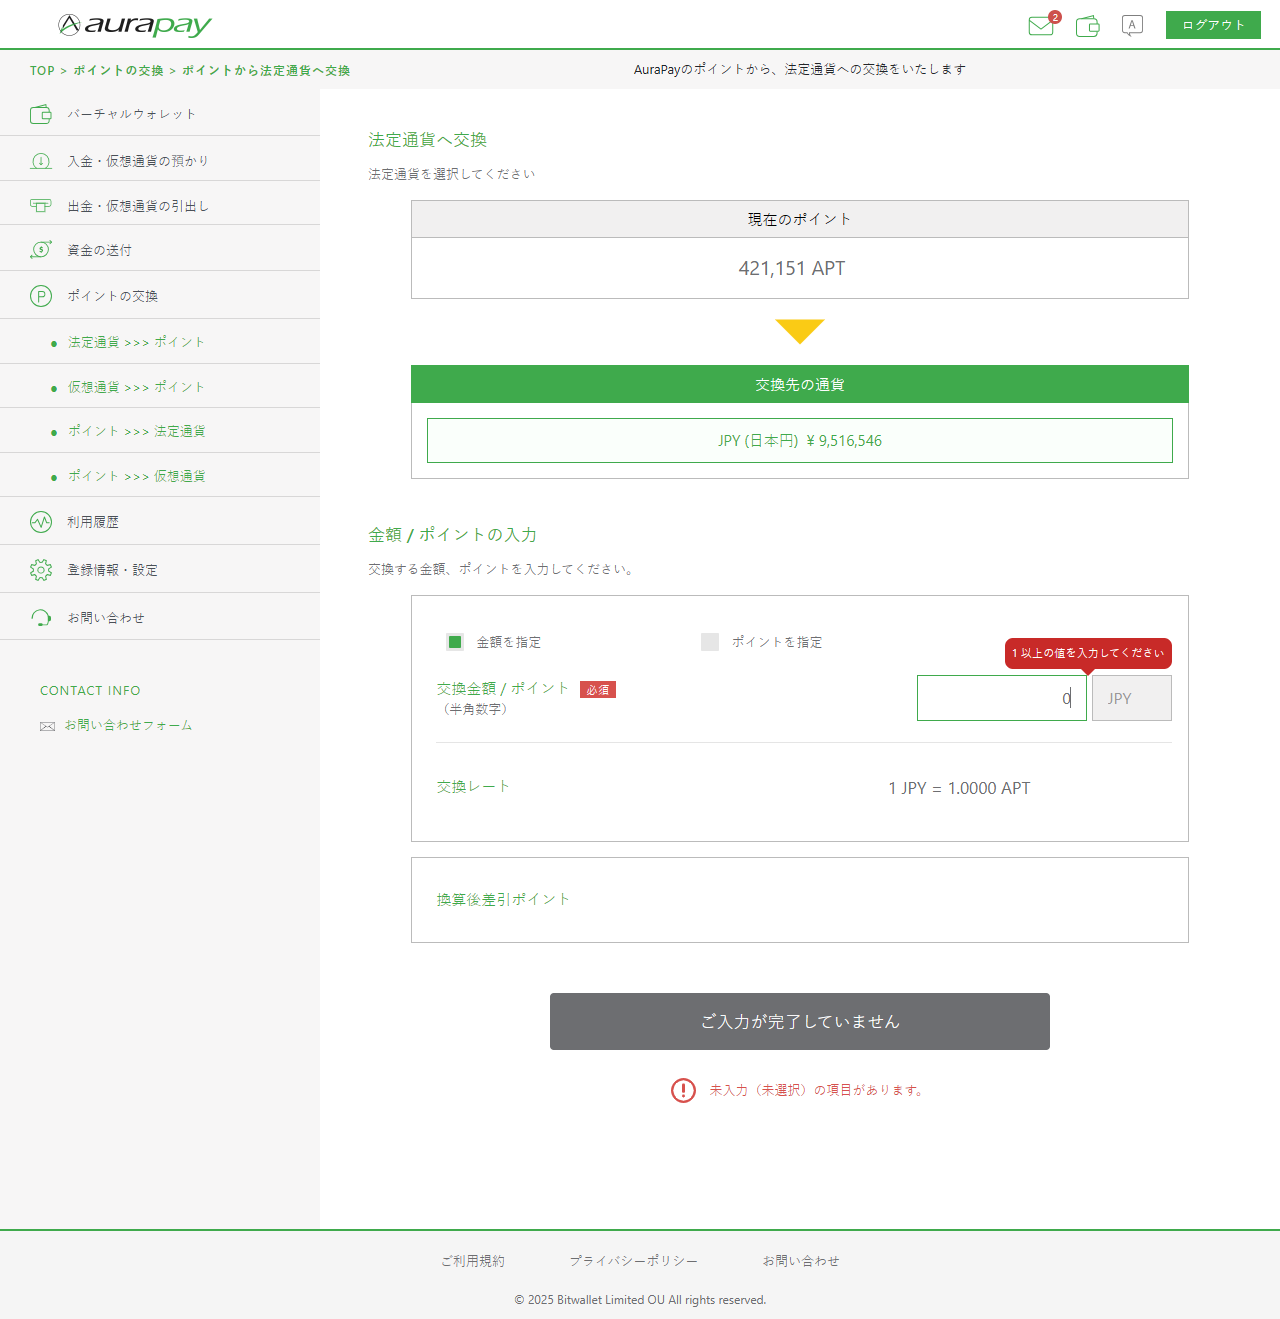 aurapay
2
A
ログアウト
TOP > ポイントの交換 > ポイントから法定通貨へ交換
AuraPayのポイントから、法定通貨への交換をいたします
バーチャルウォレット
入金・仮想通貨の預かり
出金・仮想通貨の引出し
資金の送付
ポイントの交換
法定通貨 >>> ポイント
仮想通貨 >>> ポイント
ポイント >>> 法定通貨
ポイント >>> 仮想通貨
利用履歴
登録情報・設定
お問い合わせ
CONTACT INFO
お問い合わせフォーム
法定通貨へ交換
法定通貨を選択してください
現在のポイント
421,151 APT
交換先の通貨
JPY (日本円) ¥ 9,516,546
金額 / ポイントの入力
交換する金額、ポイントを入力してください。
金額を指定
ポイントを指定
1 以上の値を入力してください
交換金額 / ポイント 必須
（半角数字）
0
JPY
交換レート
1 JPY = 1.0000 APT
換算後差引ポイント
ご入力が完了していません
未入力（未選択）の項目があります。
ご利用規約
プライバシーポリシー
お問い合わせ
© 2025 Bitwallet Limited OU All rights reserved.